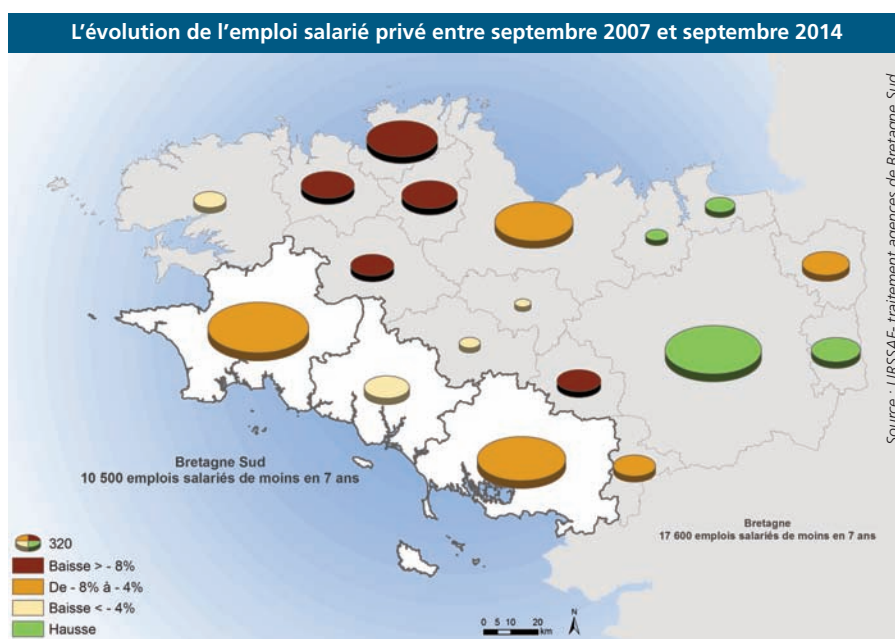 L'évolution de l'emploi salarié privé entre septembre 2007 et septembre 2014
Source : URSSAF- traitement agences de Bretagne Sud
Bretagne Sud
10 500 emplois salariés de moins en 7 ans
Bretagne
17 600 emplois salariés de moins en 7 ans
320
Baisse > - 8%
De - 8% à - 4%
Baisse < - 4%
Hausse
0 5 10 20
km
N